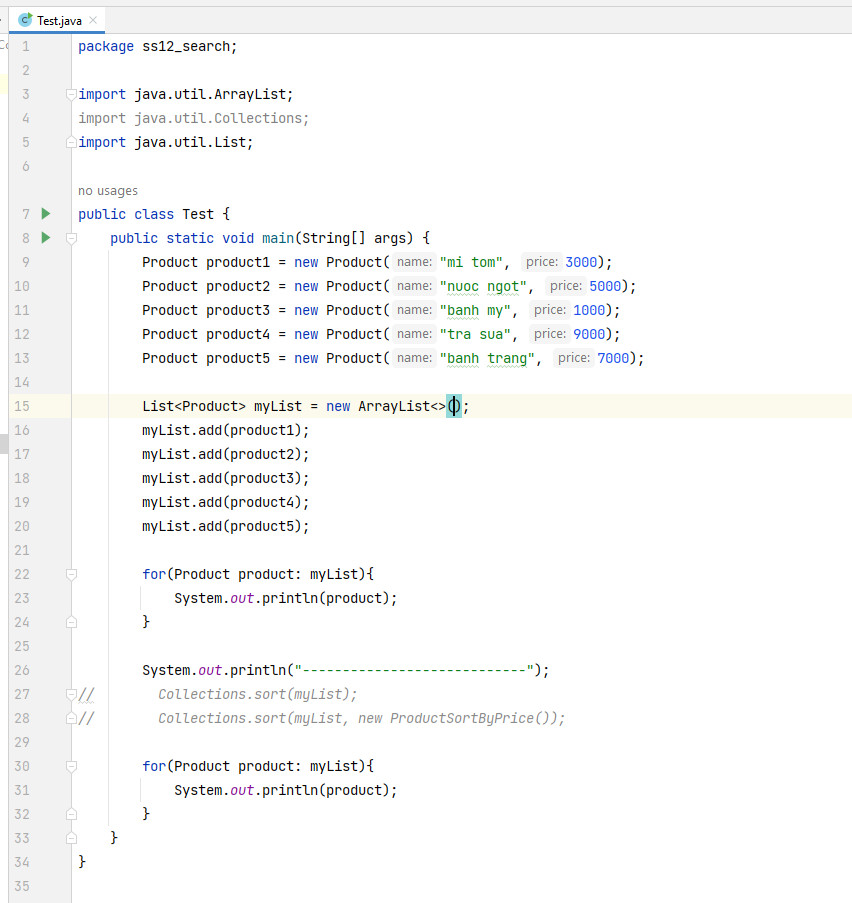 Test.java
1 package ss12_search;
2
3 import java.util.ArrayList;
4 import java.util.Collections;
5 import java.util.List;
6
no usages
7 public class Test {
8 public static void main(String[] args) {
9 Product product1 = new Product( name: "mi tom", price: 3000);
10 Product product2 = new Product( name: "nuoc ngot", price: 5000);
11 Product product3 = new Product( name: "banh my", price: 1000);
12 Product product4 = new Product( name: "tra sua", price: 9000);
13 Product product5 = new Product( name: "banh trang", price: 7000);
14
15 List<Product> myList = new ArrayList<>();
16 myList.add(product1);
17 myList.add(product2);
18 myList.add(product3);
19 myList.add(product4);
20 myList.add(product5);
21
22 for(Product product: myList){
23 System.out.println(product);
24 }
25
26 System.out.println("----------------------------");
27 // Collections.sort(myList);
28 // Collections.sort(myList, new ProductSortByPrice());
29
30 for(Product product: myList){
31 System.out.println(product);
32 }
33 }
34 }
35